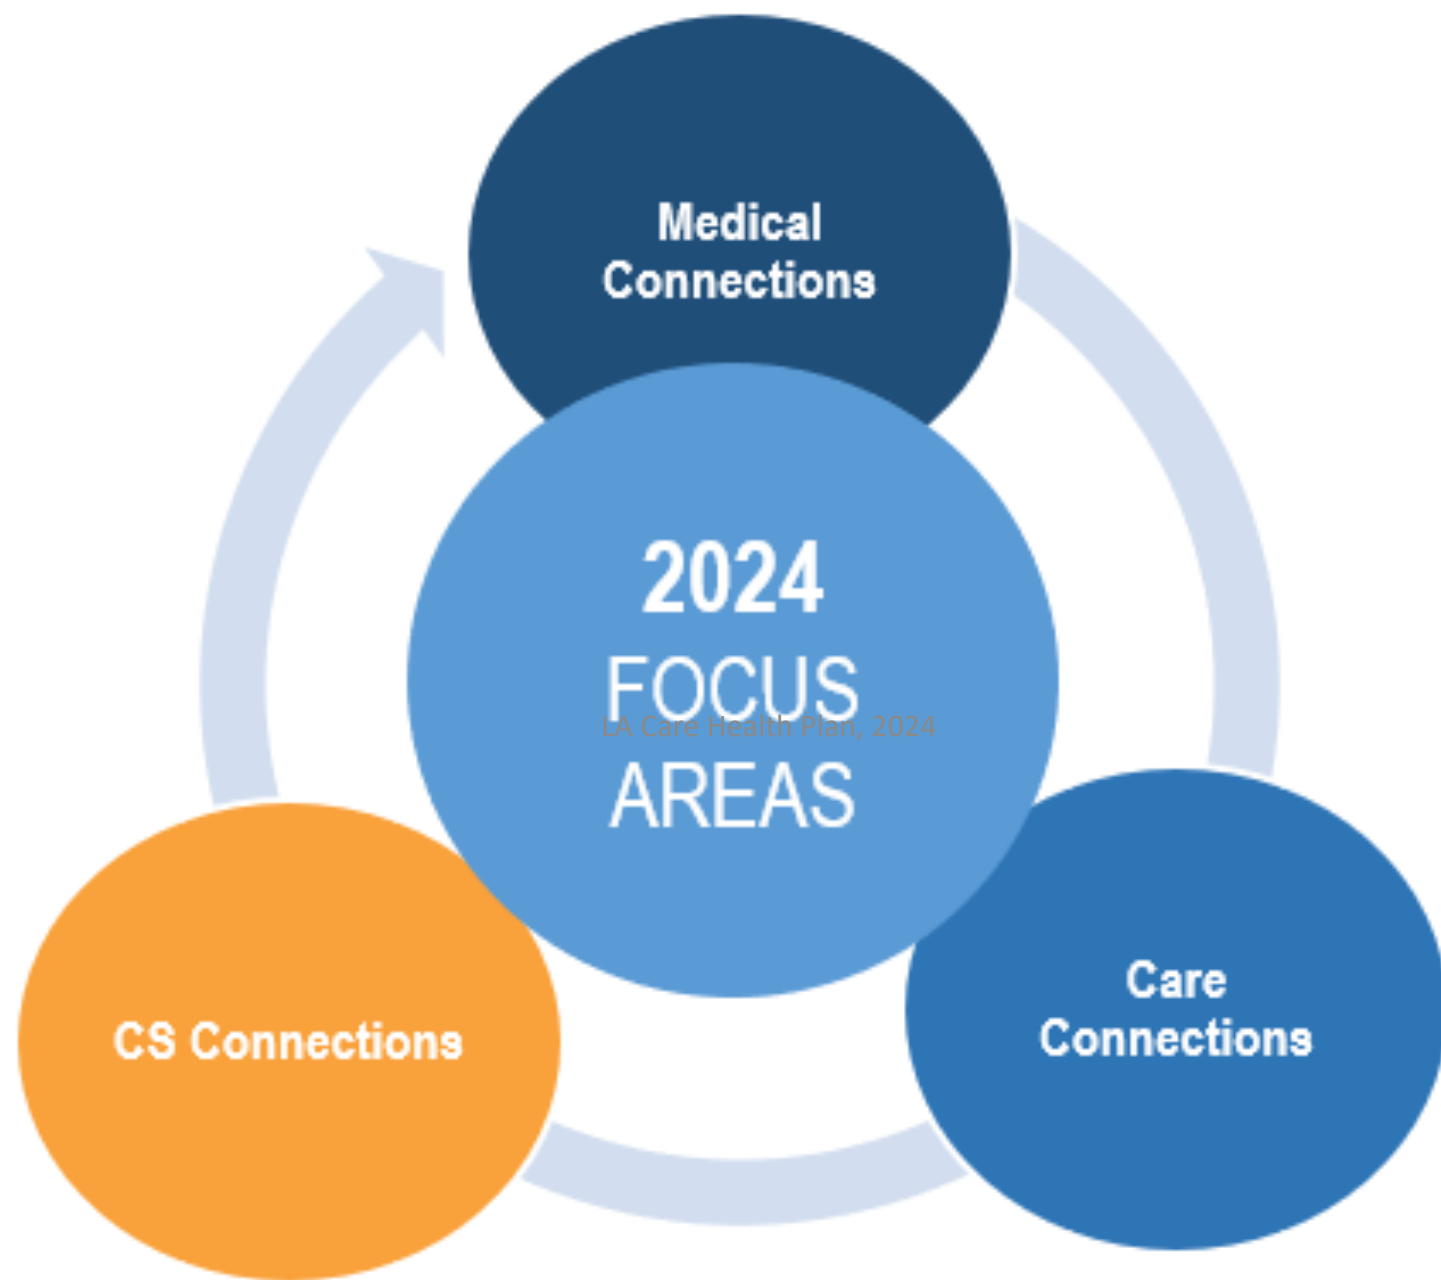 Medical
Connections
2024
FOCUS
LA Care Health Plan, 2024
AREAS
Care
Connections
CS Connections